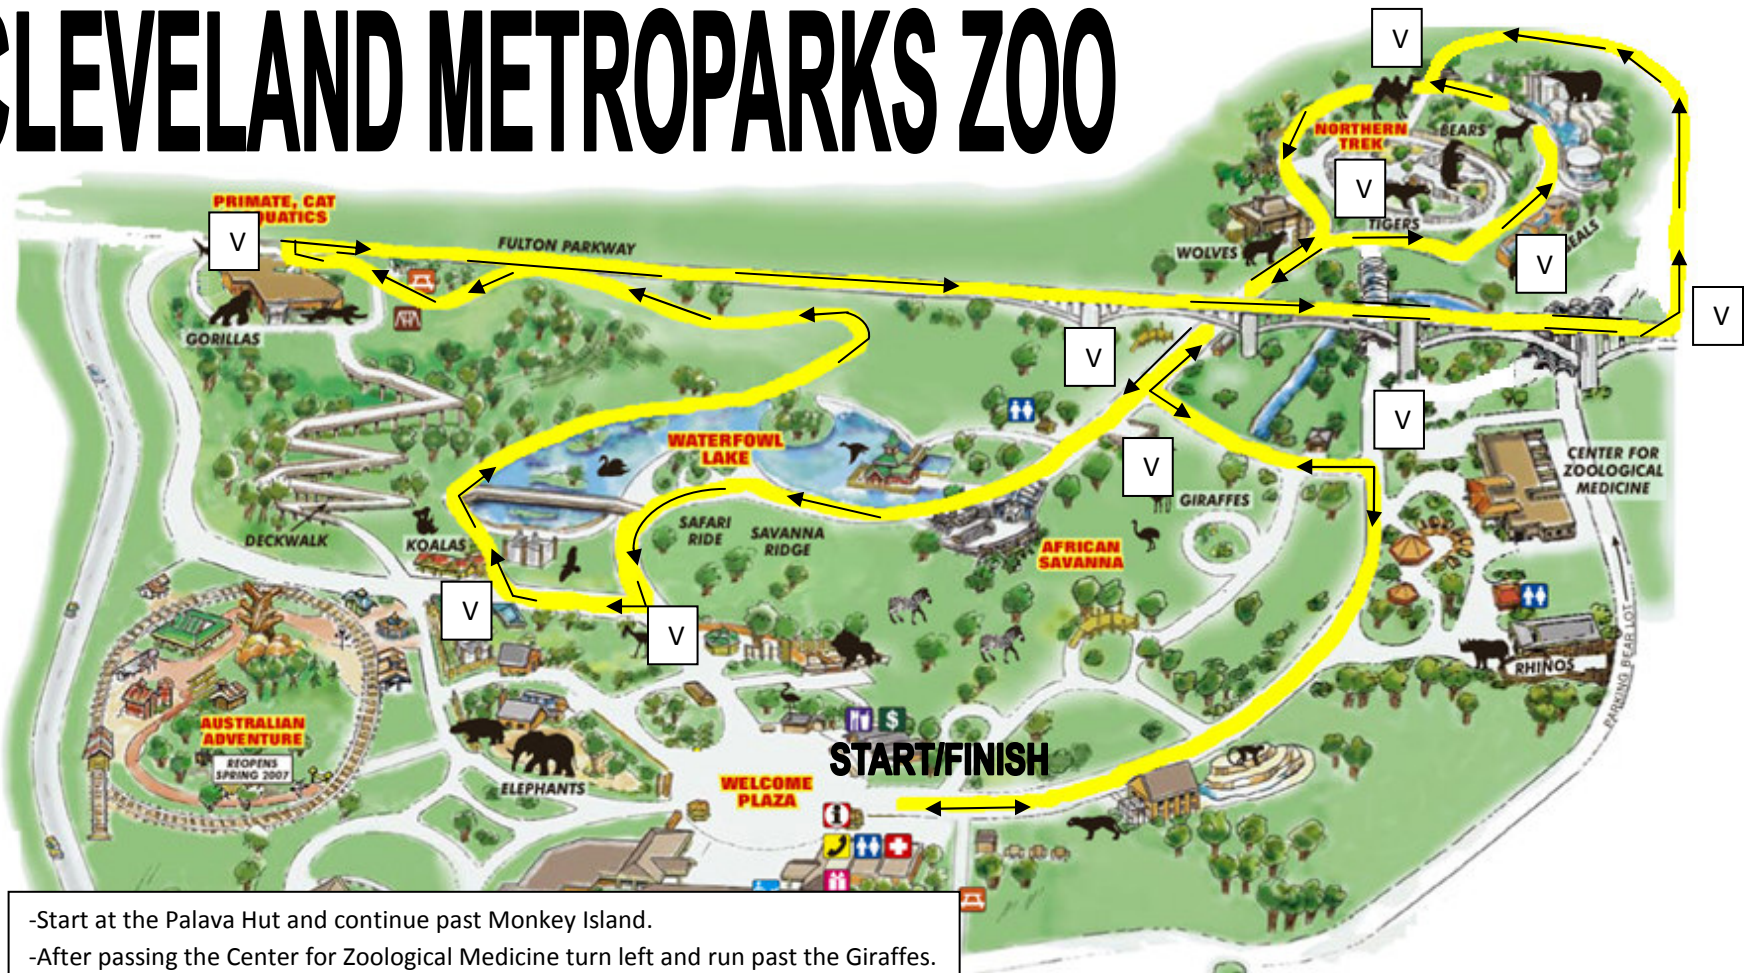 CLEVELAND METROPARKS ZOO
V
NORTHERN
TREK
BEARS
V
TIGERS
WOLVES
SEALS
V
V
PRIMATE, CAT
& AQUATICS
V
FULTON PARKWAY
GORILLAS
V
V
WATERFOWL
LAKE
V
GIRAFFES
CENTER FOR
ZOOLOGICAL
MEDICINE
DECKWALK
KOALAS
SAFARI
RIDE
SAVANNA
RIDGE
AFRICAN
SAVANNA
V
V
RHINOS
PARKING BEAR LOT
AUSTRALIAN
ADVENTURE
REOPENS
SPRING 2007
ELEPHANTS
$
START/FINISH
WELCOME
PLAZA
i
-Start at the Palava Hut and continue past Monkey Island.
-After passing the Center for Zoological Medicine turn left and run past the Giraffes.